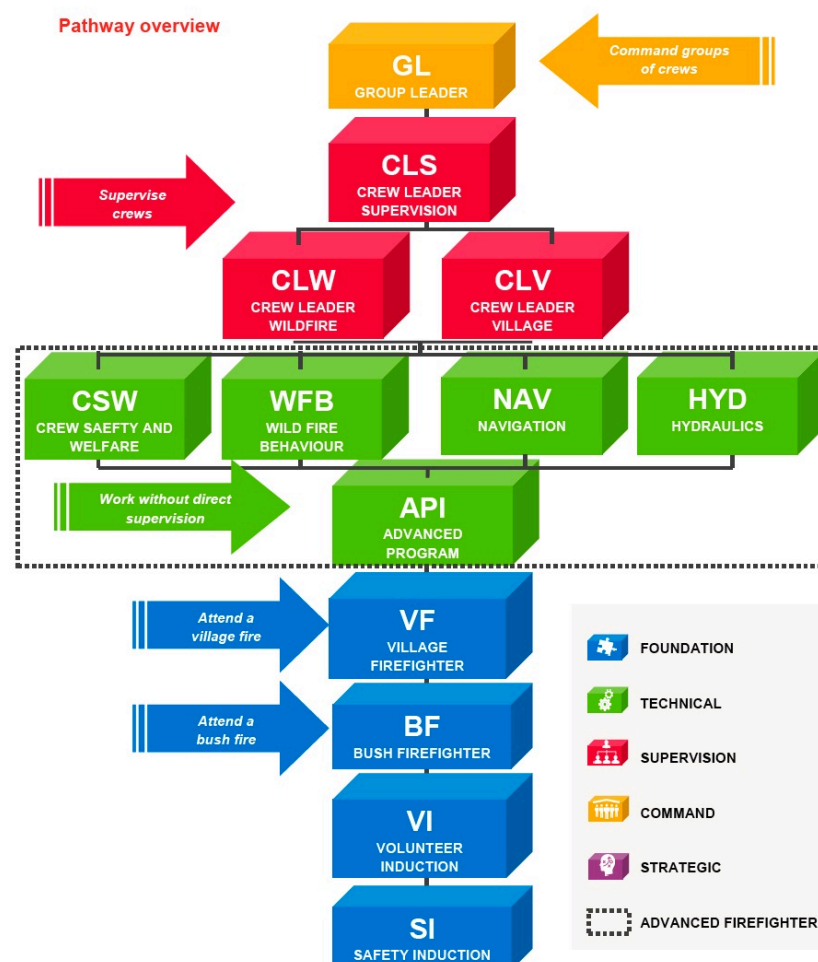 Pathway overview
GL
GROUP LEADER
Command groups
of crews
CLS
CREW LEADER
SUPERVISION
Supervise
crews
CLW
CREW LEADER
WILDFIRE
CLV
CREW LEADER
VILLAGE
CSW
CREW SAEFTY AND
WELFARE
WFB
WILD FIRE
BEHAVIOUR
NAV
NAVIGATION
HYD
HYDRAULICS
Work without direct
supervision
API
ADVANCED
PROGRAM
Attend a
village fire
VF
VILLAGE
FIREFIGHTER
Attend a
bush fire
BF
BUSH FIREFIGHTER
VI
VOLUNTEER
INDUCTION
SI
SAFETY INDUCTION
FOUNDATION
TECHNICAL
SUPERVISION
COMMAND
STRATEGIC
ADVANCED FIREFIGHTER